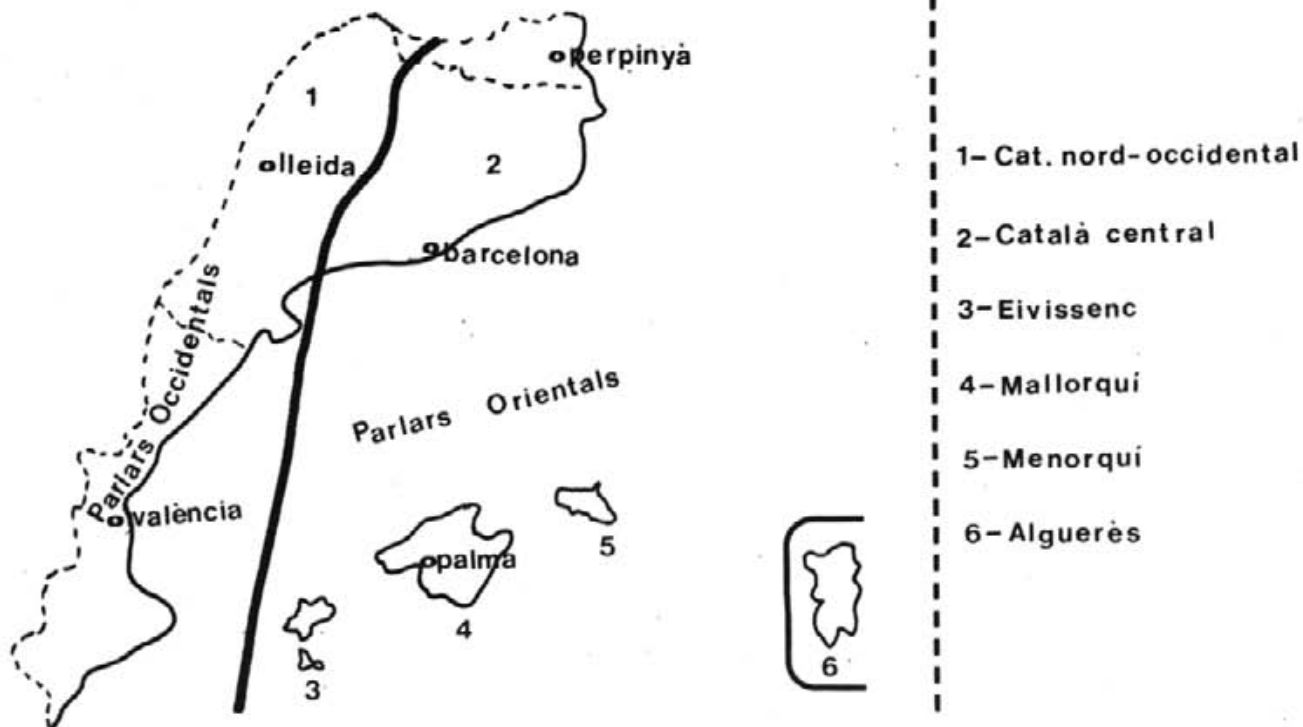 perpinyà
1
lleida
2
barcelona
Parlars Occidentals
Parlars Orientals
valència
palma
5
4
3
6
1- Cat. nord-occidental
2- Català central
3- Eivissenc
4- Mallorquí
5- Menorquí
6- Alguerès